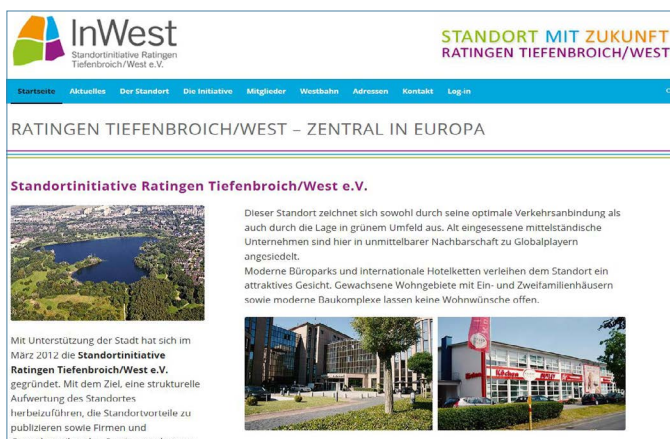 InWest
Standortinitiative Ratingen
Tiefenbroich/West e.V.
STANDORT MIT ZUKUNFT
RATINGEN TIEFENBROICH/WEST
Startseite Aktuelles Der Standort Die Initiative Mitglieder Westbahn Adressen Kontakt Log-in
RATINGEN TIEFENBROICH/WEST – ZENTRAL IN EUROPA
Standortinitiative Ratingen Tiefenbroich/West e.V.
Dieser Standort zeichnet sich sowohl durch seine optimale Verkehrsanbindung als
auch durch die Lage in grünem Umfeld aus. Alt eingesessene mittelständische
Unternehmen sind hier in unmittelbarer Nachbarschaft zu Globalplayern
angesiedelt.
Moderne Büroparks und internationale Hotelketten verleihen dem Standort ein
attraktives Gesicht. Gewachsene Wohngebiete mit Ein- und Zweifamilienhäusern
sowie moderne Baukomplexe lassen keine Wohnwünsche offen.
Mit Unterstützung der Stadt hat sich im
März 2012 die Standortinitiative
Ratingen Tiefenbroich/West e.V.
gegründet. Mit dem Ziel, eine strukturelle
Aufwertung des Standortes
herbeizuführen, die Standortvorteile zu
publizieren sowie Firmen und
Küchen